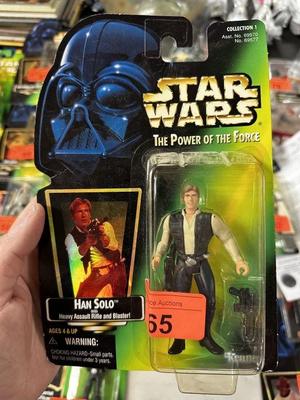 COLLECTION 1
Asst. No. 69570
No. 69577
STAR
WARS
THE POWER OF THE FORCE
HAN SOLO™
WITH
Heavy Assault Rifle and Blaster!
AGES 4 & UP
WARNING:
CHOKING HAZARD-Small parts.
Not for children under 3 years.
Auctions
65
Kenner